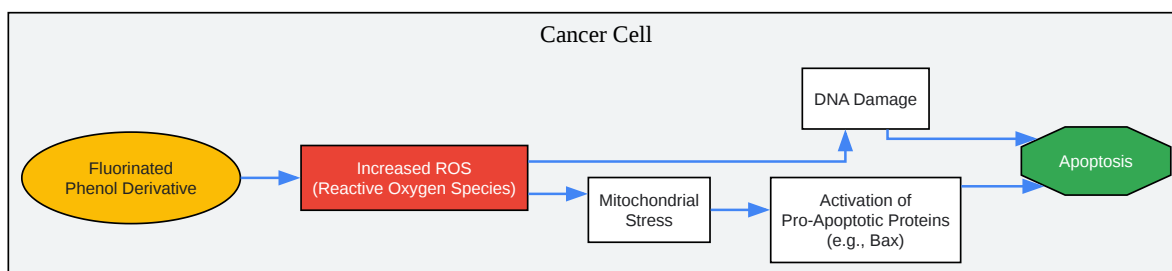 Cancer Cell
Fluorinated
Phenol Derivative
Increased ROS
(Reactive Oxygen Species)
DNA Damage
Mitochondrial
Stress
Activation of
Pro-Apoptotic Proteins
(e.g., Bax)
Apoptosis